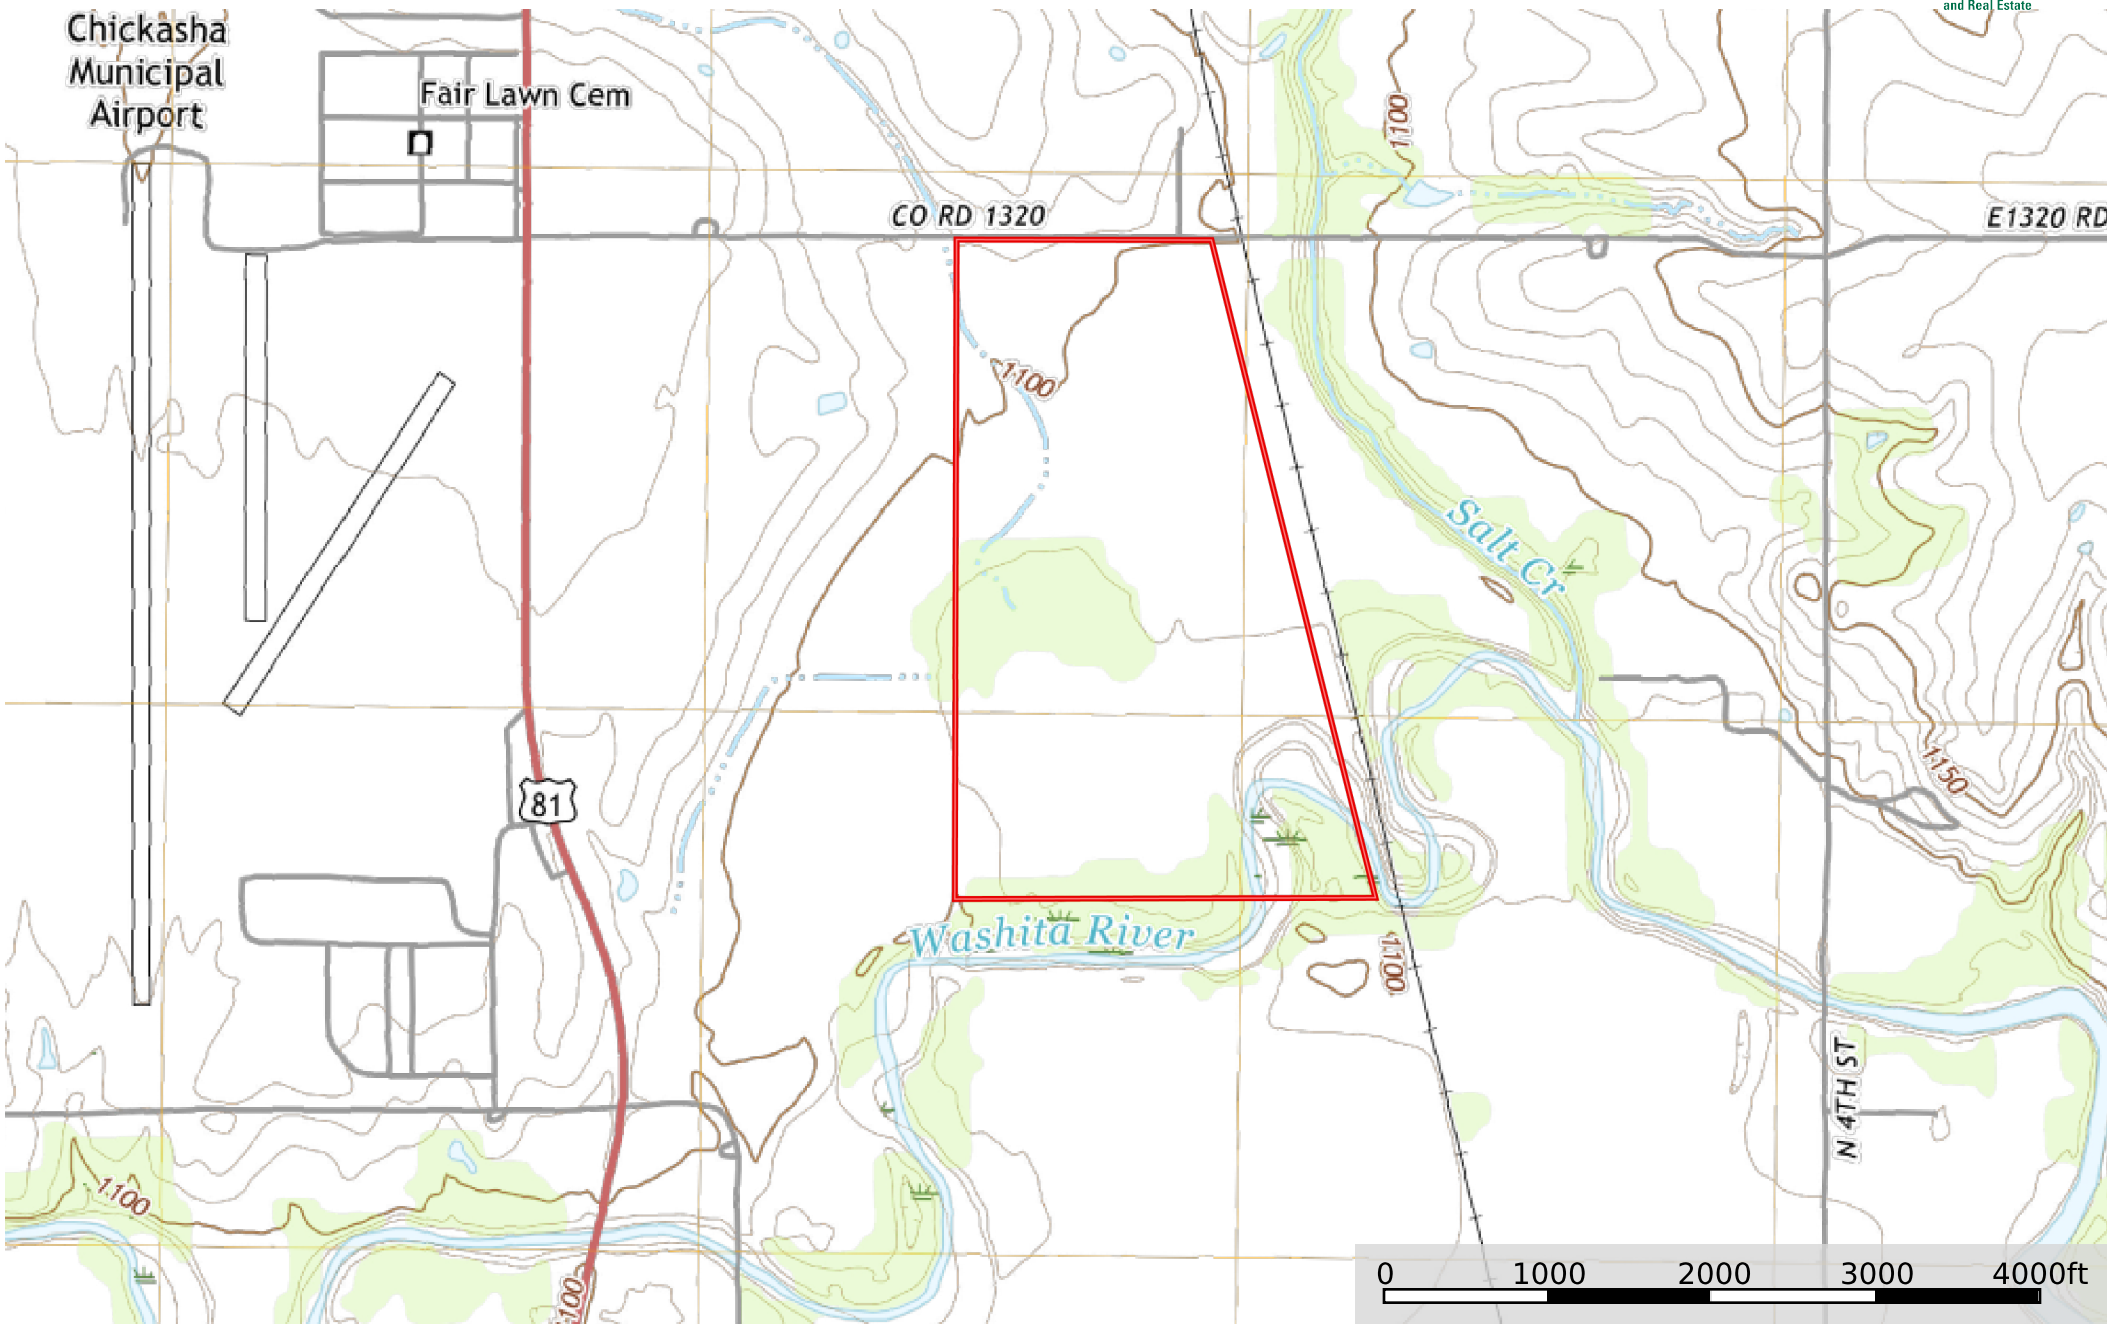 and Real Estate
Chickasha
Municipal
Airport
Fair Lawn Cem
1100
CO RD 1320
E1320 RD
1100
Salt Cr
81
1150
Washita River
1100
N 4TH ST
1100
100
0 1000 2000 3000 4000ft